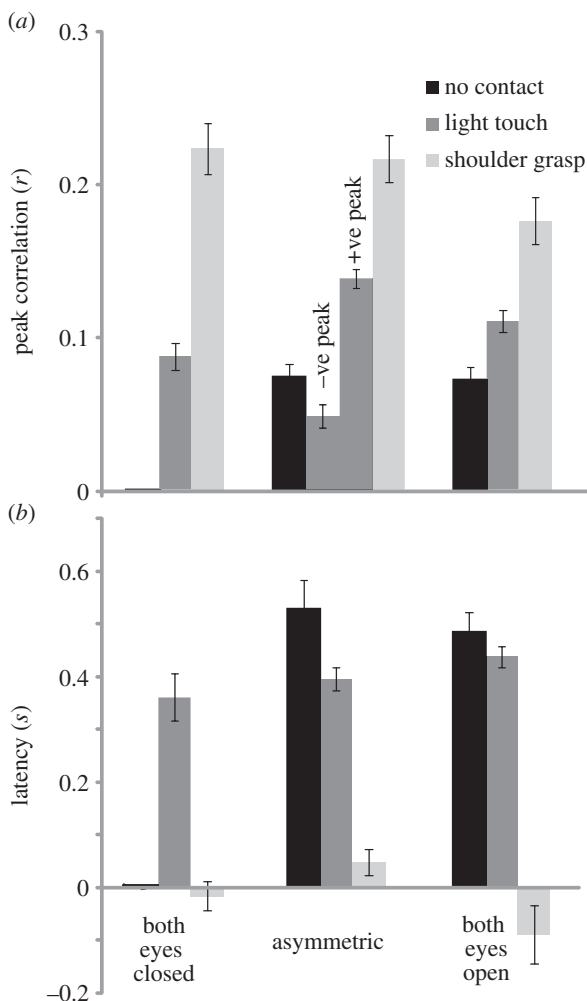 (a)
0.3
0.2
0.1
0
peak correlation (r)
no contact
light touch
shoulder grasp
–ve peak
+ve peak
(b)
0.6
0.4
0.2
0
–0.2
latency (s)
both
eyes
closed
asymmetric
both
eyes
open